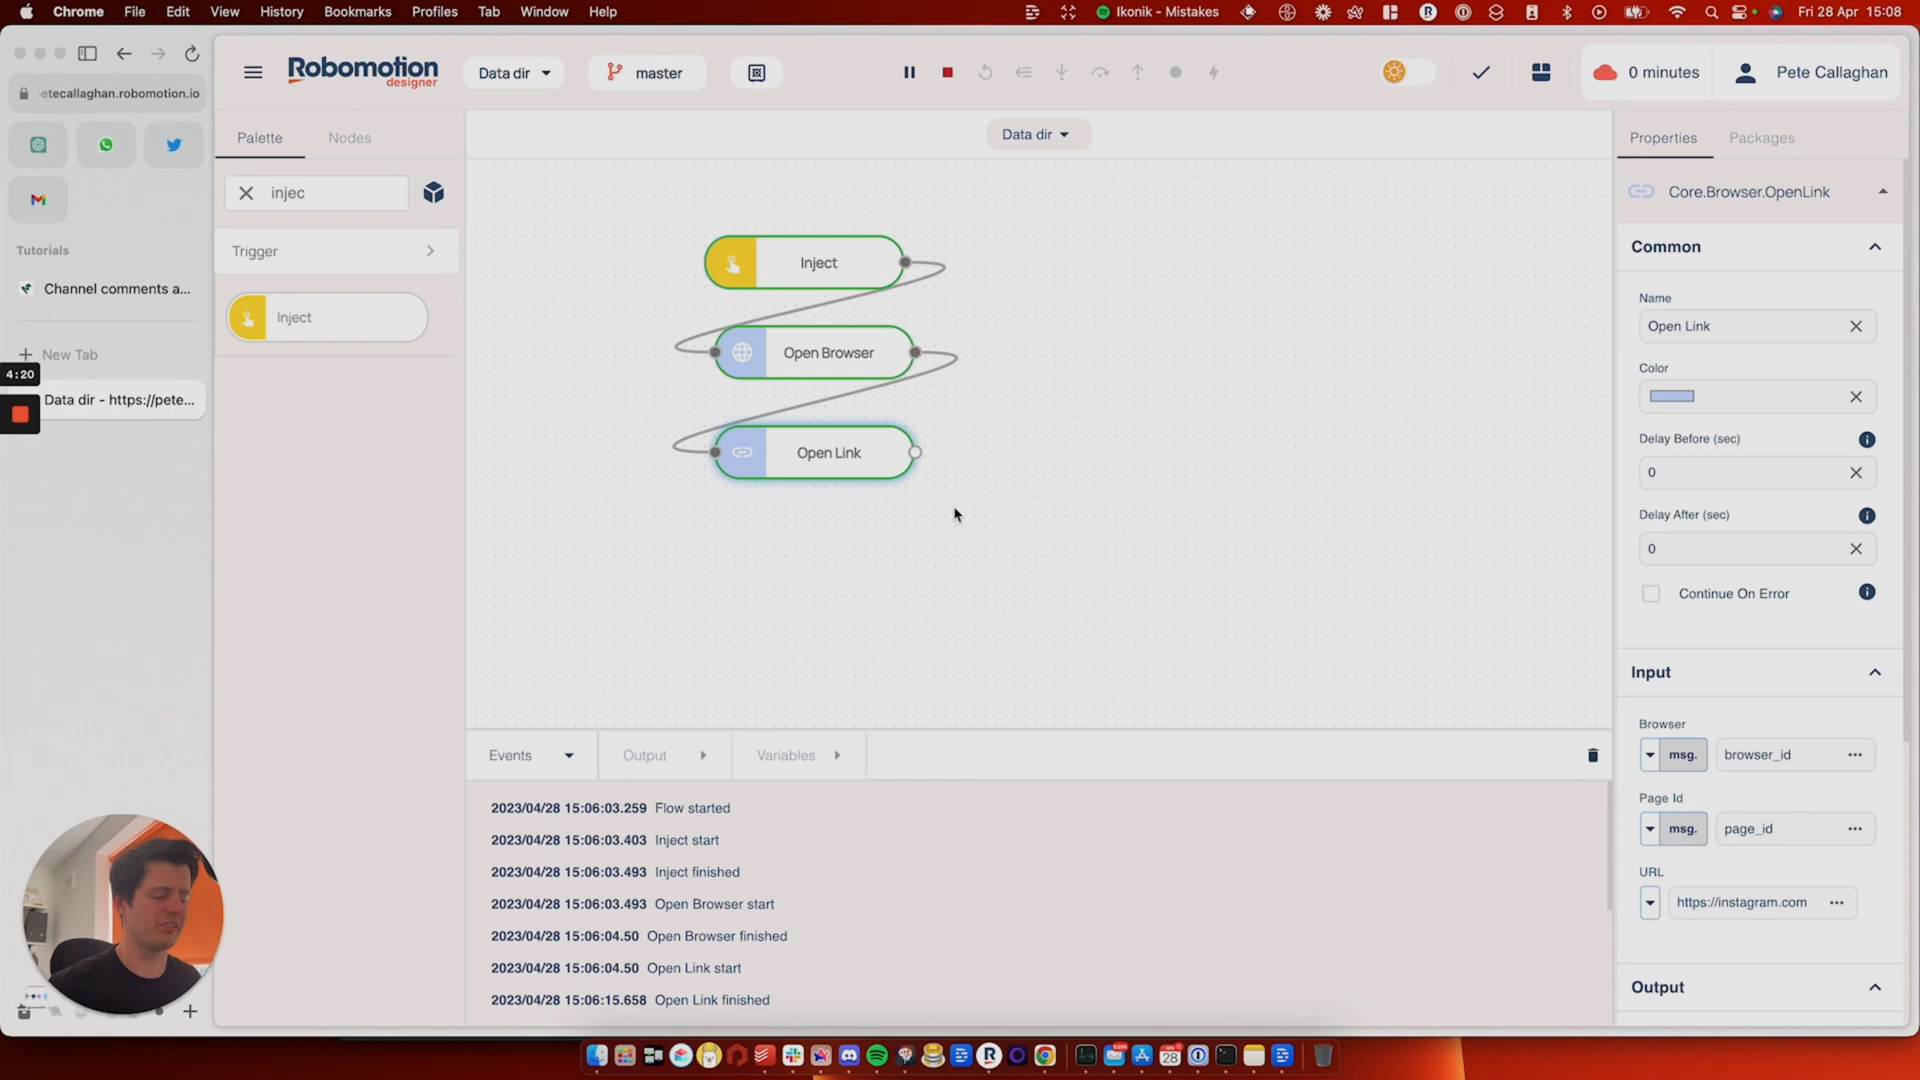 Chrome File Edit View History Bookmarks Profiles Tab Window Help
Ikonik - Mistakes
Fri 28 Apr 15:08
etecallaghan.robomotion.io
Tutorials
Channel comments a...
New Tab
4:20
Data dir - https://pete...
Robomotion
designer
Data dir
master
0 minutes
Pete Callaghan
Palette
Nodes
injec
Trigger
Inject
Data dir
Inject
Open Browser
Open Link
Events
Output
Variables
2023/04/28 15:06:03.259 Flow started
2023/04/28 15:06:03.403 Inject start
2023/04/28 15:06:03.493 Inject finished
2023/04/28 15:06:03.493 Open Browser start
2023/04/28 15:06:04.50 Open Browser finished
2023/04/28 15:06:04.50 Open Link start
2023/04/28 15:06:15.658 Open Link finished
Properties
Packages
Core.Browser.OpenLink
Common
Name
Open Link
Color
Delay Before (sec)
0
Delay After (sec)
0
Continue On Error
Input
Browser
msg. browser_id
Page Id
msg. page_id
URL
https://instagram.com
Output
28